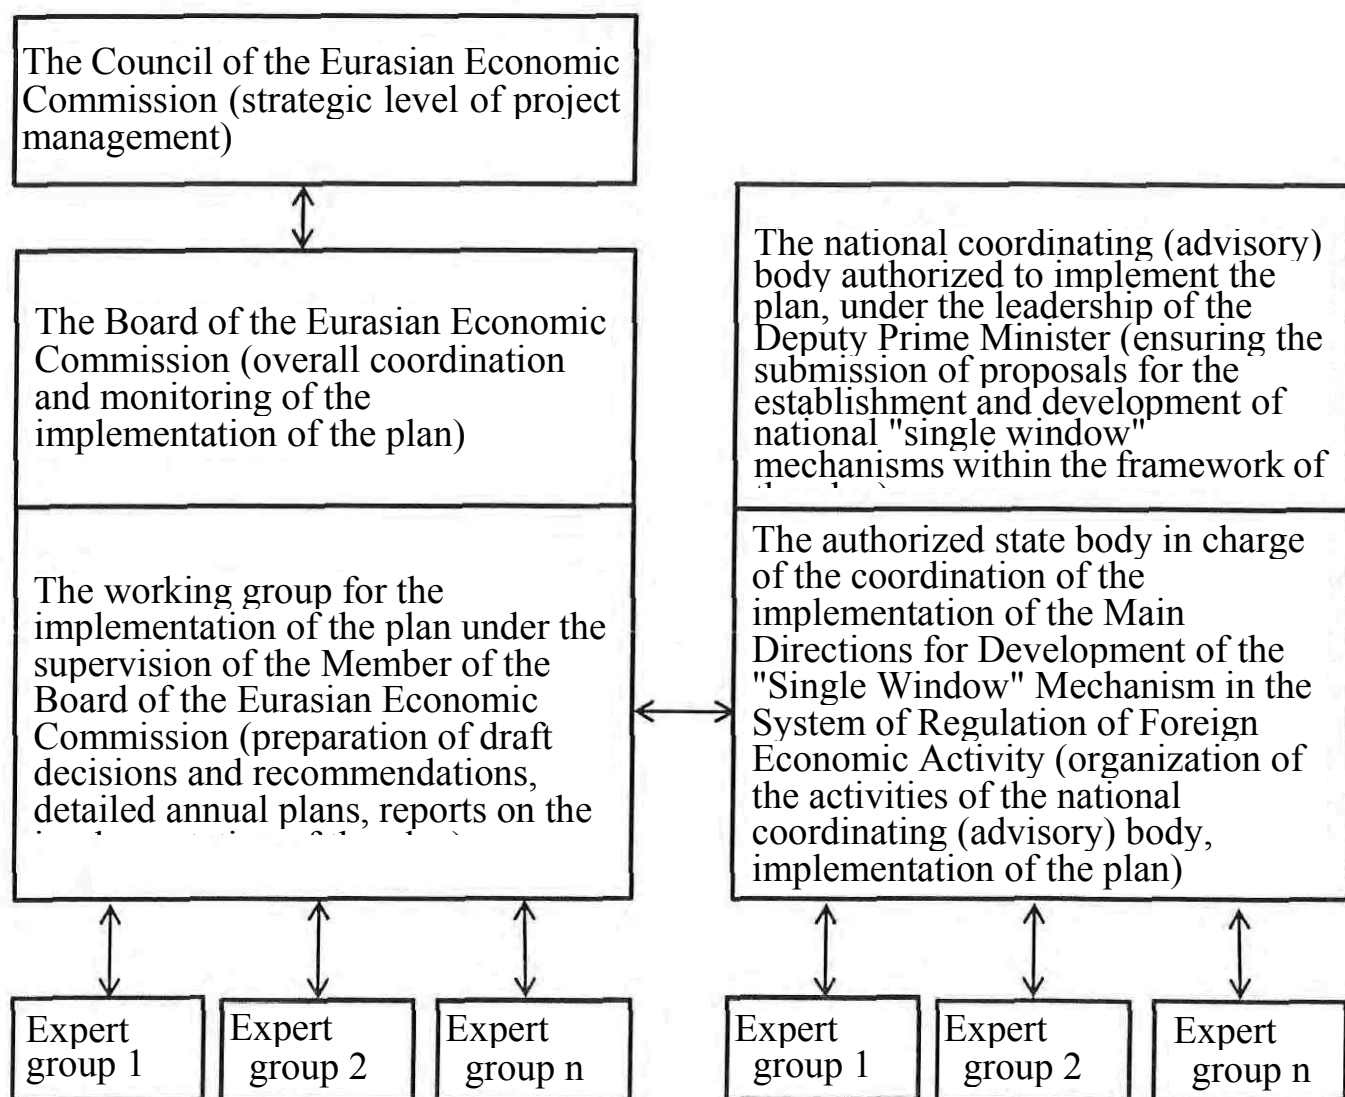 The Council of the Eurasian Economic
Commission (strategic level of project
management)
The Board of the Eurasian Economic
Commission (overall coordination
and monitoring of the
implementation of the plan)
The working group for the
implementation of the plan under the
supervision of the Member of the
Board of the Eurasian Economic
Commission (preparation of draft
decisions and recommendations,
detailed annual plans, reports on the
The national coordinating (advisory)
body authorized to implement the
plan, under the leadership of the
Deputy Prime Minister (ensuring the
submission of proposals for the
establishment and development of
national "single window"
mechanisms within the framework of
The authorized state body in charge
of the coordination of the
implementation of the Main
Directions for Development of the
"Single Window" Mechanism in the
System of Regulation of Foreign
Economic Activity (organization of
the activities of the national
coordinating (advisory) body,
implementation of the plan)
Expert
group 1
Expert
group 2
Expert
group n
Expert
group 1
Expert
group 2
Expert
group n